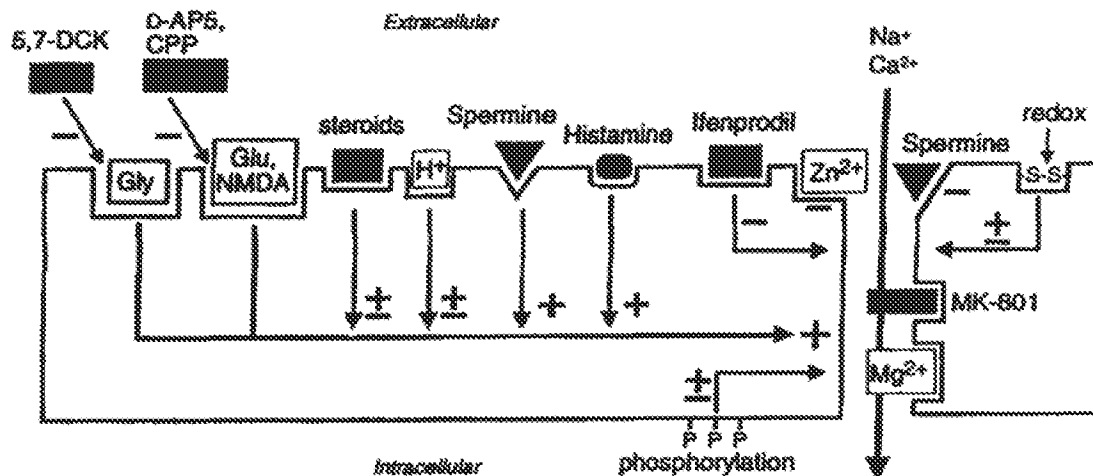 Extracellular
5,7-DCK
D-AP5,
CPP
Na+
Ca2+
steroids
Spermine
Histamine
Ifenprodil
redox
Spermine
−
−
Gly
Glu,
NMDA
H+
Zn2+
−
−
−
S-S
±
±
±
+
+
+
MK-801
±
Mg2+
P P P
phosphorylation
Intracellular